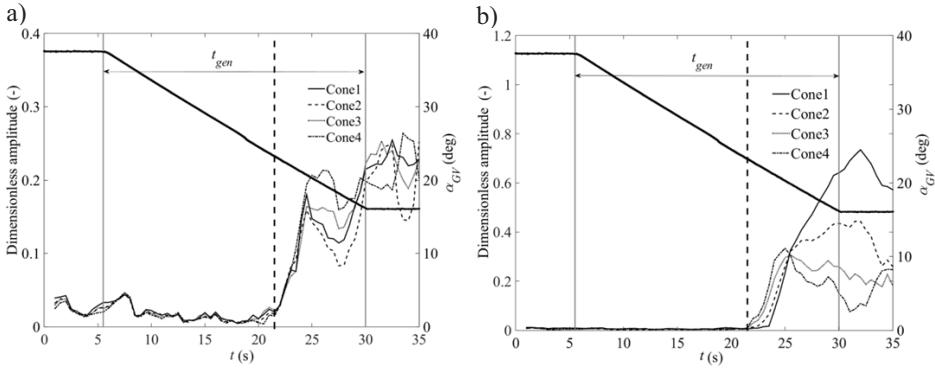 a)
Dimensionless amplitude (-)
0.4
0.3
0.2
0.1
0
t_gen
Cone1
Cone2
Cone3
Cone4
40
30
20
10
0
α_GV (deg)
0 5 10 15 20 25 30 35
t (s)
b)
Dimensionless amplitude (-)
1.2
1
0.8
0.6
0.4
0.2
0
t_gen
Cone1
Cone2
Cone3
Cone4
40
30
20
10
0
α_GV (deg)
0 5 10 15 20 25 30 35
t (s)